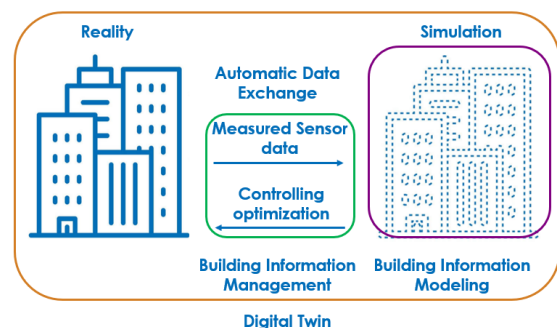 Reality
Simulation
Automatic Data
Exchange
Measured Sensor
data
Controlling
optimization
Building Information
Management
Building Information
Modeling
Digital Twin